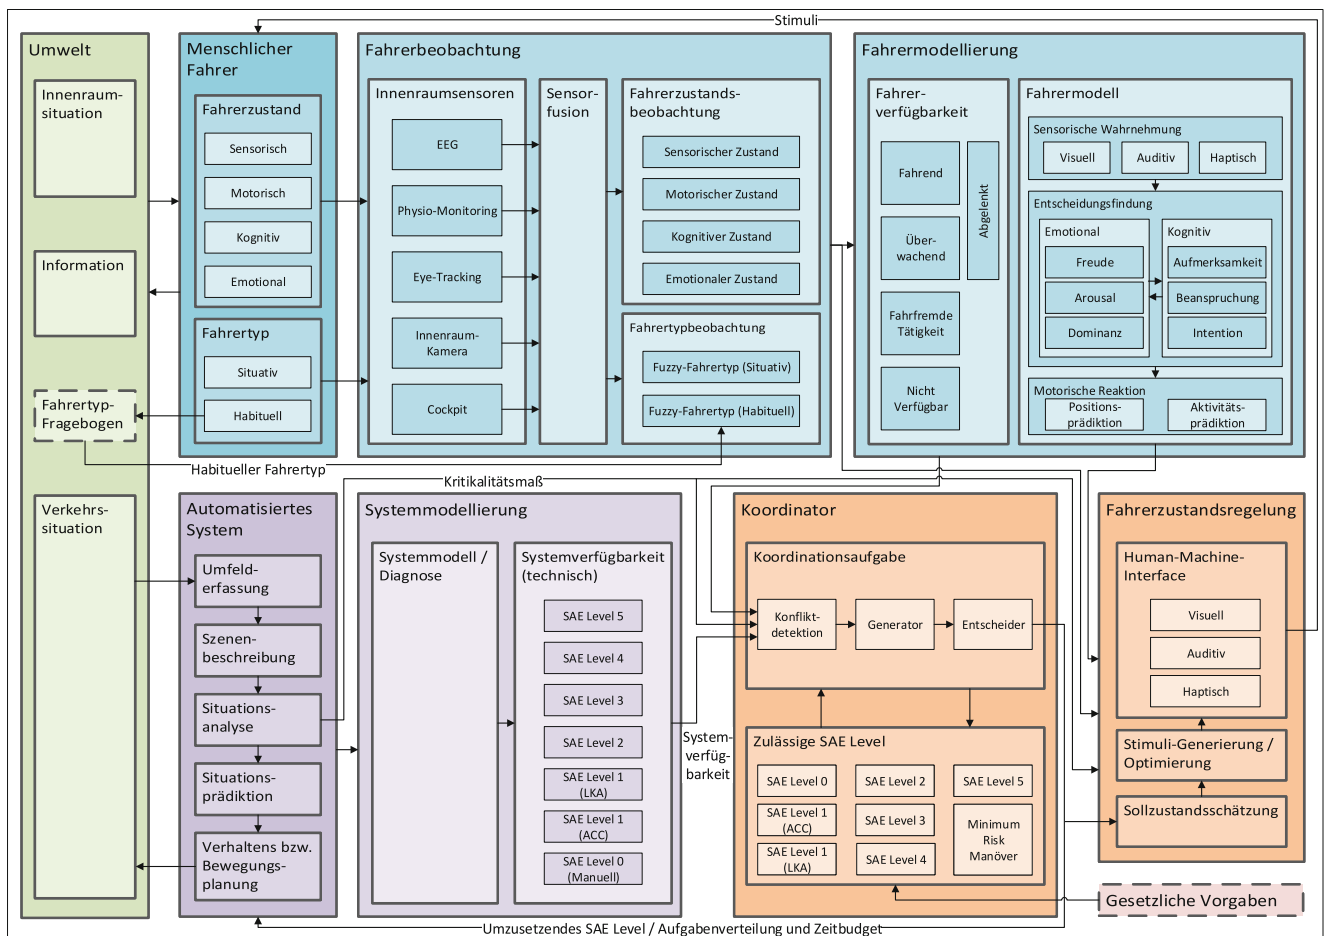 Stimuli
Umwelt
Innenraum-
situation
Information
Fahrertyp-
Fragebogen
Verkehrs-
situation
Menschlicher
Fahrer
Fahrerzustand
Sensorisch
Motorisch
Kognitiv
Emotional
Fahrertyp
Situativ
Habituell
Fahrerbeobachtung
Innenraumsensoren
EEG
Physio-Monitoring
Eye-Tracking
Innenraum-
Kamera
Cockpit
Sensor-
fusion
Fahrerzustands-
beobachtung
Sensorischer Zustand
Motorischer Zustand
Kognitiver Zustand
Emotionaler Zustand
Fahrertypbeobachtung
Fuzzy-Fahrertyp (Situativ)
Fuzzy-Fahrertyp (Habituell)
Fahrermodellierung
Fahrer-
verfügbarkeit
Fahrend
Über-
wachend
Fahrfremde
Tätigkeit
Nicht
Verfügbar
Abgelenkt
Fahrermodell
Sensorische Wahrnehmung
Visuell
Auditiv
Haptisch
Entscheidungsfindung
Emotional
Freude
Arousal
Dominanz
Kognitiv
Aufmerksamkeit
Beanspruchung
Intention
Motorische Reaktion
Positions-
prädiktion
Aktivitäts-
prädiktion
Habitueller Fahrertyp
Kritikalitätsmaß
Automatisiertes
System
Umfeld-
erfassung
Szenen-
beschreibung
Situations-
analyse
Situations-
prädiktion
Verhaltens bzw.
Bewegungs-
planung
Systemmodellierung
Systemmodell /
Diagnose
Systemverfügbarkeit
(technisch)
SAE Level 5
SAE Level 4
SAE Level 3
SAE Level 2
SAE Level 1
(LKA)
SAE Level 1
(ACC)
SAE Level 0
(Manuell)
System-
verfüg-
barkeit
Koordinator
Koordinationsaufgabe
Konflikt-
detektion
Generator
Entscheider
Zulässige SAE Level
SAE Level 0
SAE Level 2
SAE Level 5
SAE Level 1
(ACC)
SAE Level 3
Minimum
Risk
Manöver
SAE Level 1
(LKA)
SAE Level 4
Fahrerzustandsregelung
Human-Machine-
Interface
Visuell
Auditiv
Haptisch
Stimuli-Generierung /
Optimierung
Sollzustandsschätzung
Gesetzliche Vorgaben
Umzusetzendes SAE Level / Aufgabenverteilung und Zeitbudget